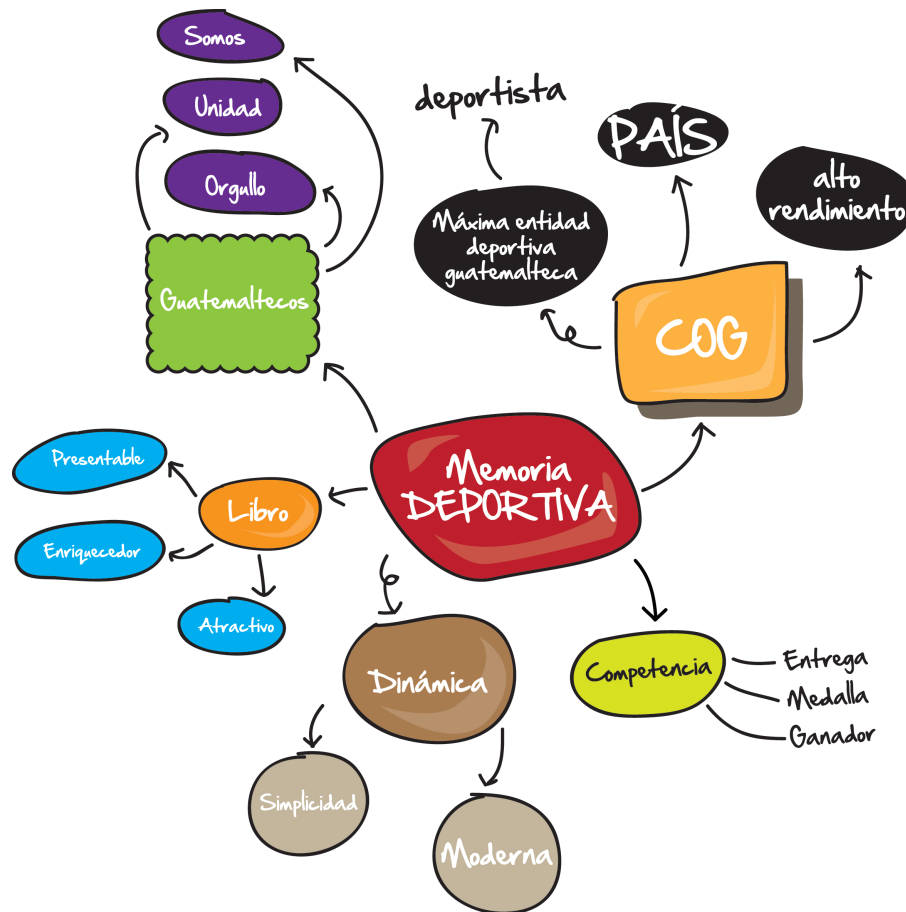 Somos
Unidad
Orgullo
Guatemaltecos
deportista
PAÍS
alto
rendimiento
Máxima entidad
deportiva
guatemalteca
COG
Memoria
DEPORTIVA
Presentable
Libro
Enriquecedor
Atractivo
Dinámica
Simplicidad
Moderna
Competencia
Entrega
Medalla
Ganador